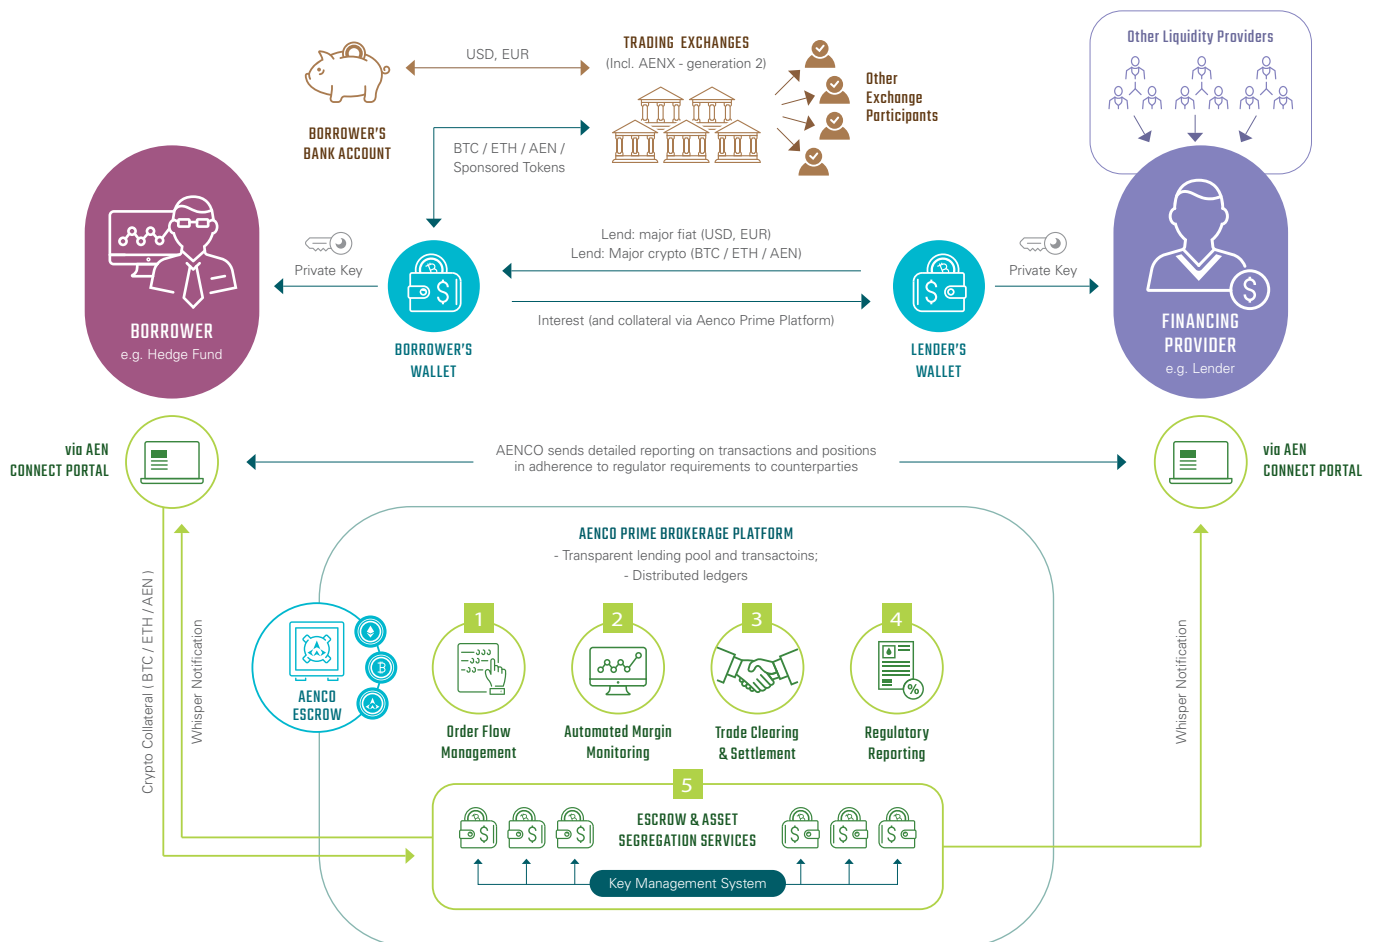 USD, EUR
TRADING EXCHANGES
(Incl. AENX - generation 2)
Other
Exchange
Participants
Other Liquidity Providers
BORROWER'S
BANK ACCOUNT
BTC / ETH / AEN /
Sponsored Tokens
Private Key
Lend: major fiat (USD, EUR)
Lend: Major crypto (BTC / ETH / AEN)
Private Key
BORROWER
e.g. Hedge Fund
Interest (and collateral via Aenco Prime Platform)
FINANCING
PROVIDER
e.g. Lender
BORROWER'S
WALLET
LENDER'S
WALLET
via AEN
CONNECT PORTAL
AENCO sends detailed reporting on transactions and positions
in adherence to regulator requirements to counterparties
via AEN
CONNECT PORTAL
AENCO PRIME BROKERAGE PLATFORM
- Transparent lending pool and transactoins;
- Distributed ledgers
Crypto Collateral ( BTC / ETH / AEN )
Whisper Notification
AENCO
ESCROW
1
Order Flow
Management
2
Automated Margin
Monitoring
3
Trade Clearing
& Settlement
4
Regulatory
Reporting
Whisper Notification
5
ESCROW & ASSET
SEGREGATION SERVICES
Key Management System